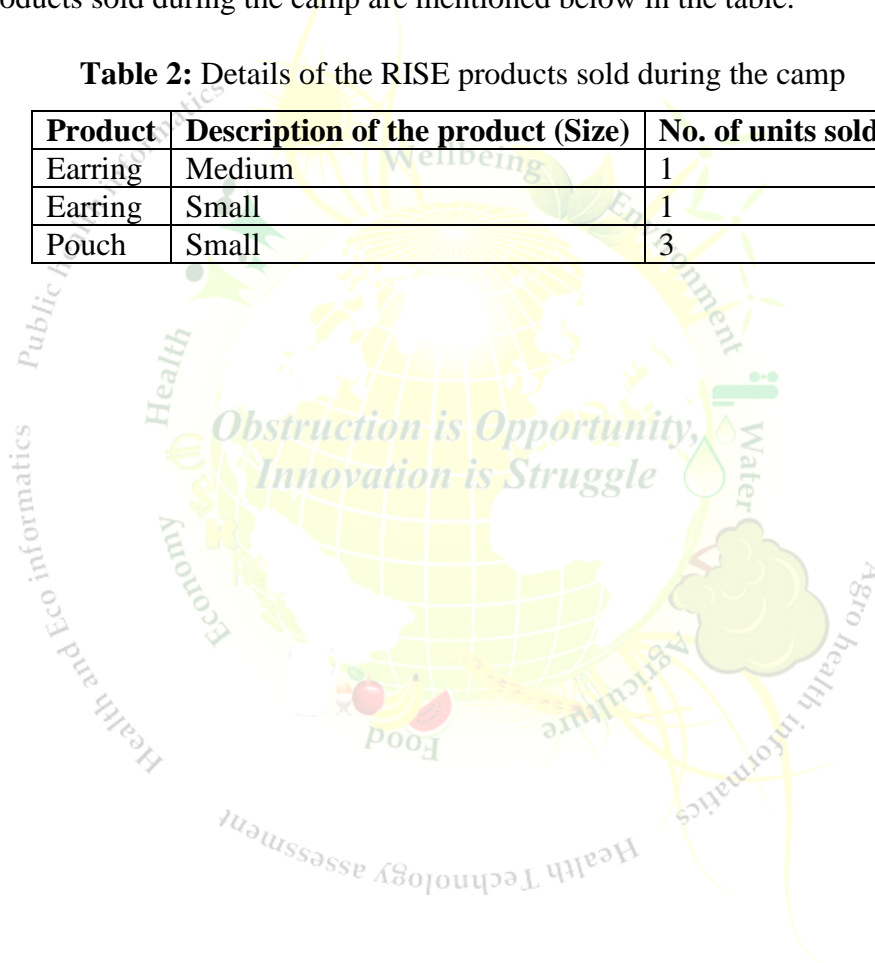 oducts sold during the camp are mentioned below in the table.
Table 2: Details of the RISE products sold during the camp
Product Description of the product (Size) No. of units sold
Earring Medium 1
Earring Small 1
Pouch Small 3
Wellbeing
Environment
Water
Agriculture
Food
Economy
Health
Obstruction is Opportunity,
Innovation is Struggle
Public health informatics
Health and Eco informatics
Health Technology assessment
Agro health informatics